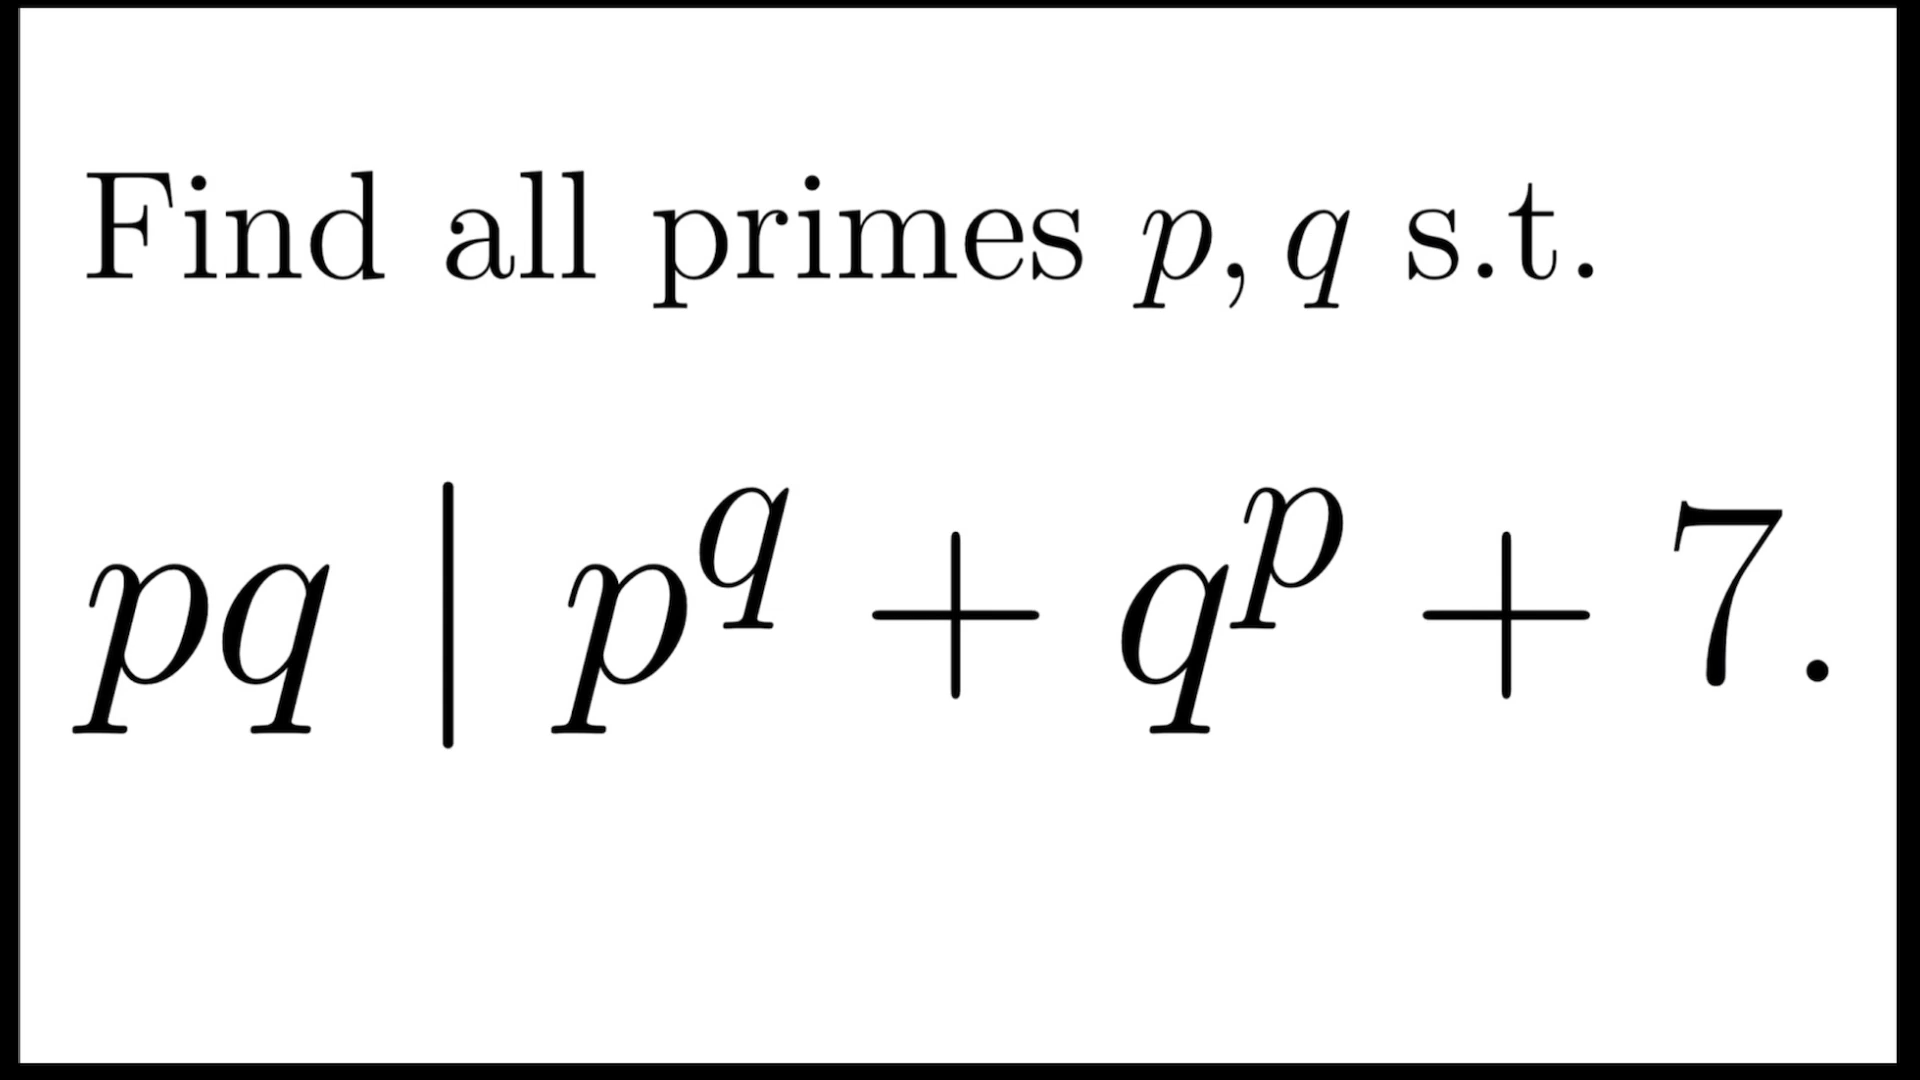 Find all primes p, q s.t.
pq | p^q + q^p + 7.